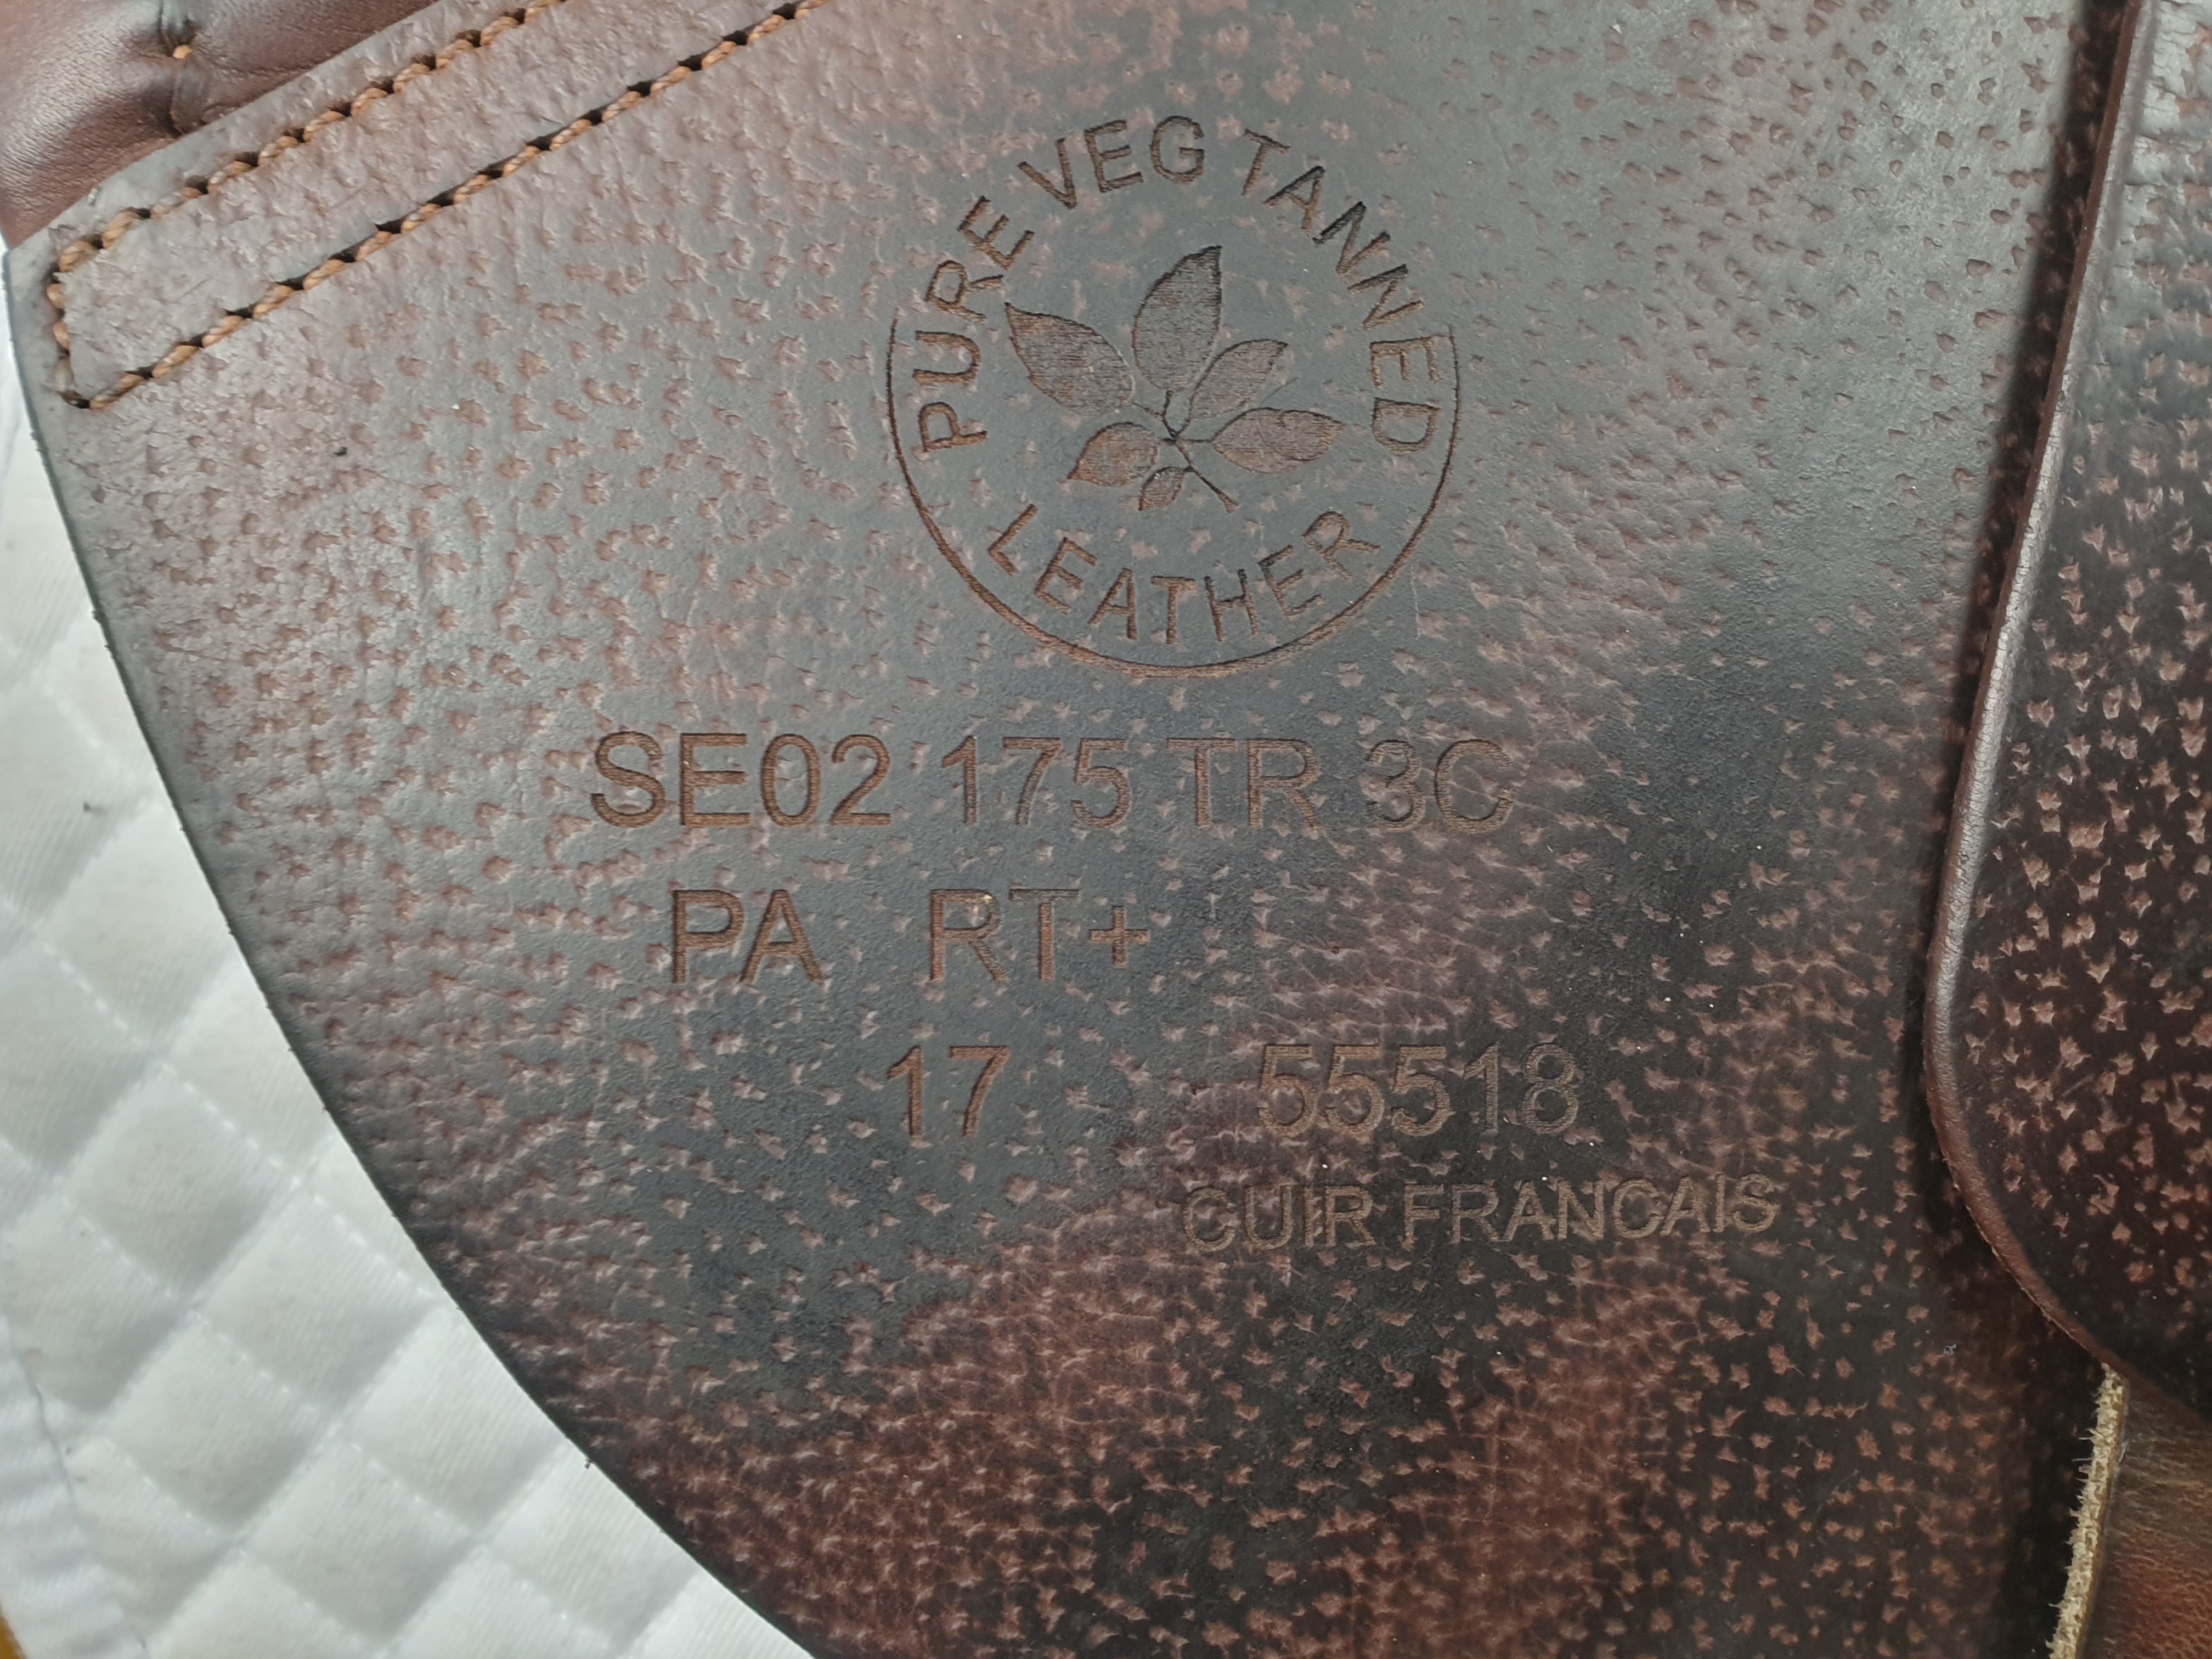 PURE VEG TANNED
LEATHER
SE02 175 TR 3C
PA RT+
17 55518
CUIR FRANCAIS